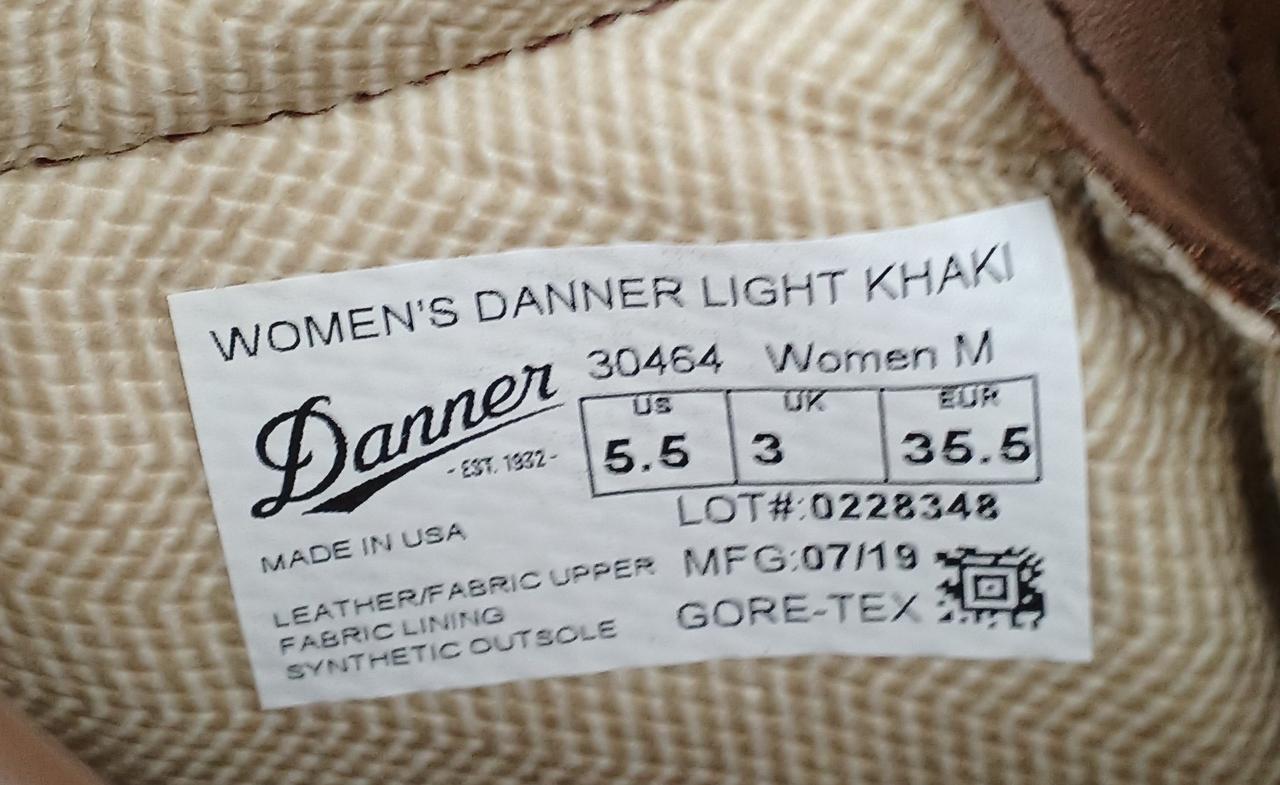 WOMEN'S DANNER LIGHT KHAKI
Danner
- EST. 1932 -
30464 Women M
US UK EUR
5.5 3 35.5
LOT#:0228348
MADE IN USA
MFG:07/19
GORE-TEX
LEATHER/FABRIC UPPER
FABRIC LINING
SYNTHETIC OUTSOLE